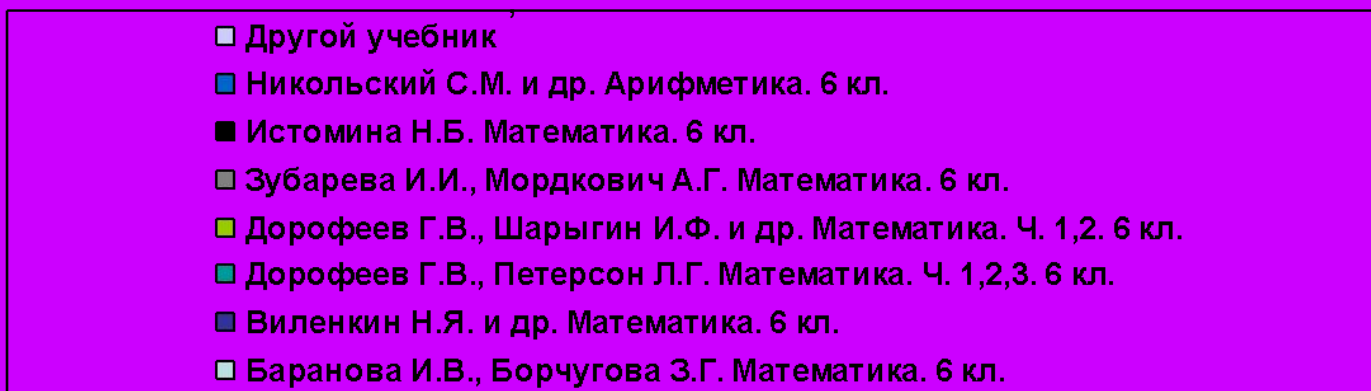 Другой учебник
Никольский С.М. и др. Арифметика. 6 кл.
Истомина Н.Б. Математика. 6 кл.
Зубарева И.И., Мордкович А.Г. Математика. 6 кл.
Дорофеев Г.В., Шарыгин И.Ф. и др. Математика. Ч. 1,2. 6 кл.
Дорофеев Г.В., Петерсон Л.Г. Математика. Ч. 1,2,3. 6 кл.
Виленкин Н.Я. и др. Математика. 6 кл.
Баранова И.В., Борчугова З.Г. Математика. 6 кл.